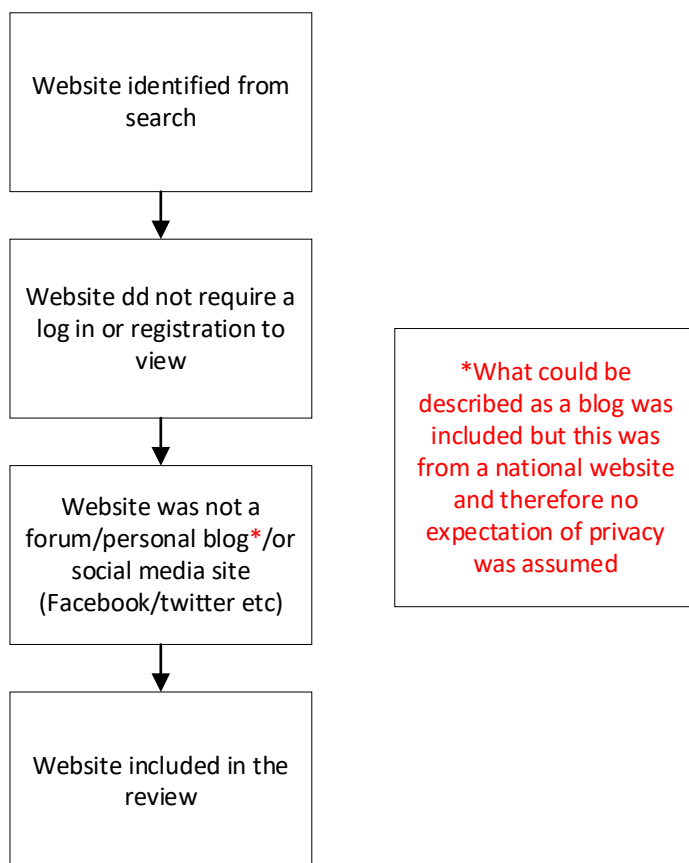 Website identified from
search
Website dd not require a
log in or registration to
view
Website was not a
forum/personal blog*/or
social media site
(Facebook/twitter etc)
Website included in the
review
*What could be
described as a blog was
included but this was
from a national website
and therefore no
expectation of privacy
was assumed